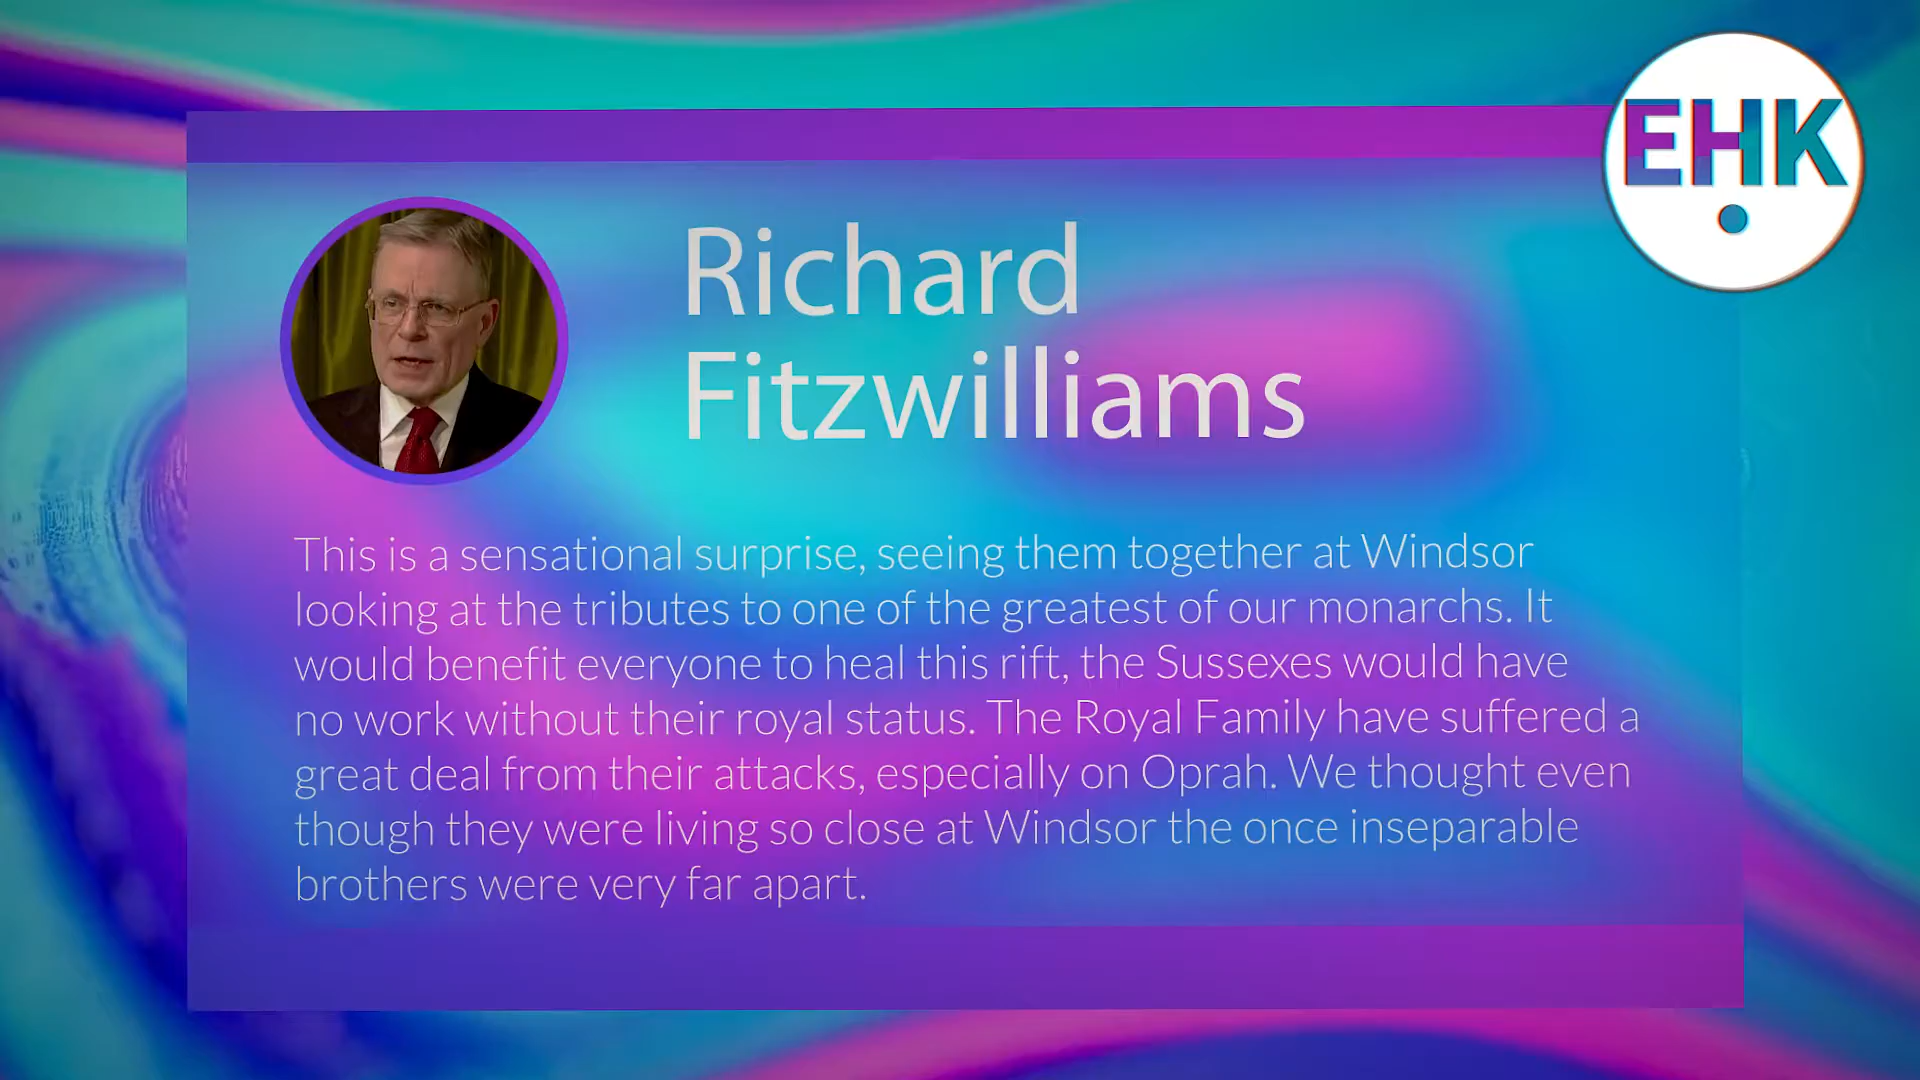 EHK
Richard
Fitzwilliams
This is a sensational surprise, seeing them together at Windsor
looking at the tributes to one of the greatest of our monarchs. It
would benefit everyone to heal this rift, the Sussexes would have
no work without their royal status. The Royal Family have suffered a
great deal from their attacks, especially on Oprah. We thought even
though they were living so close at Windsor the once inseparable
brothers were very far apart.